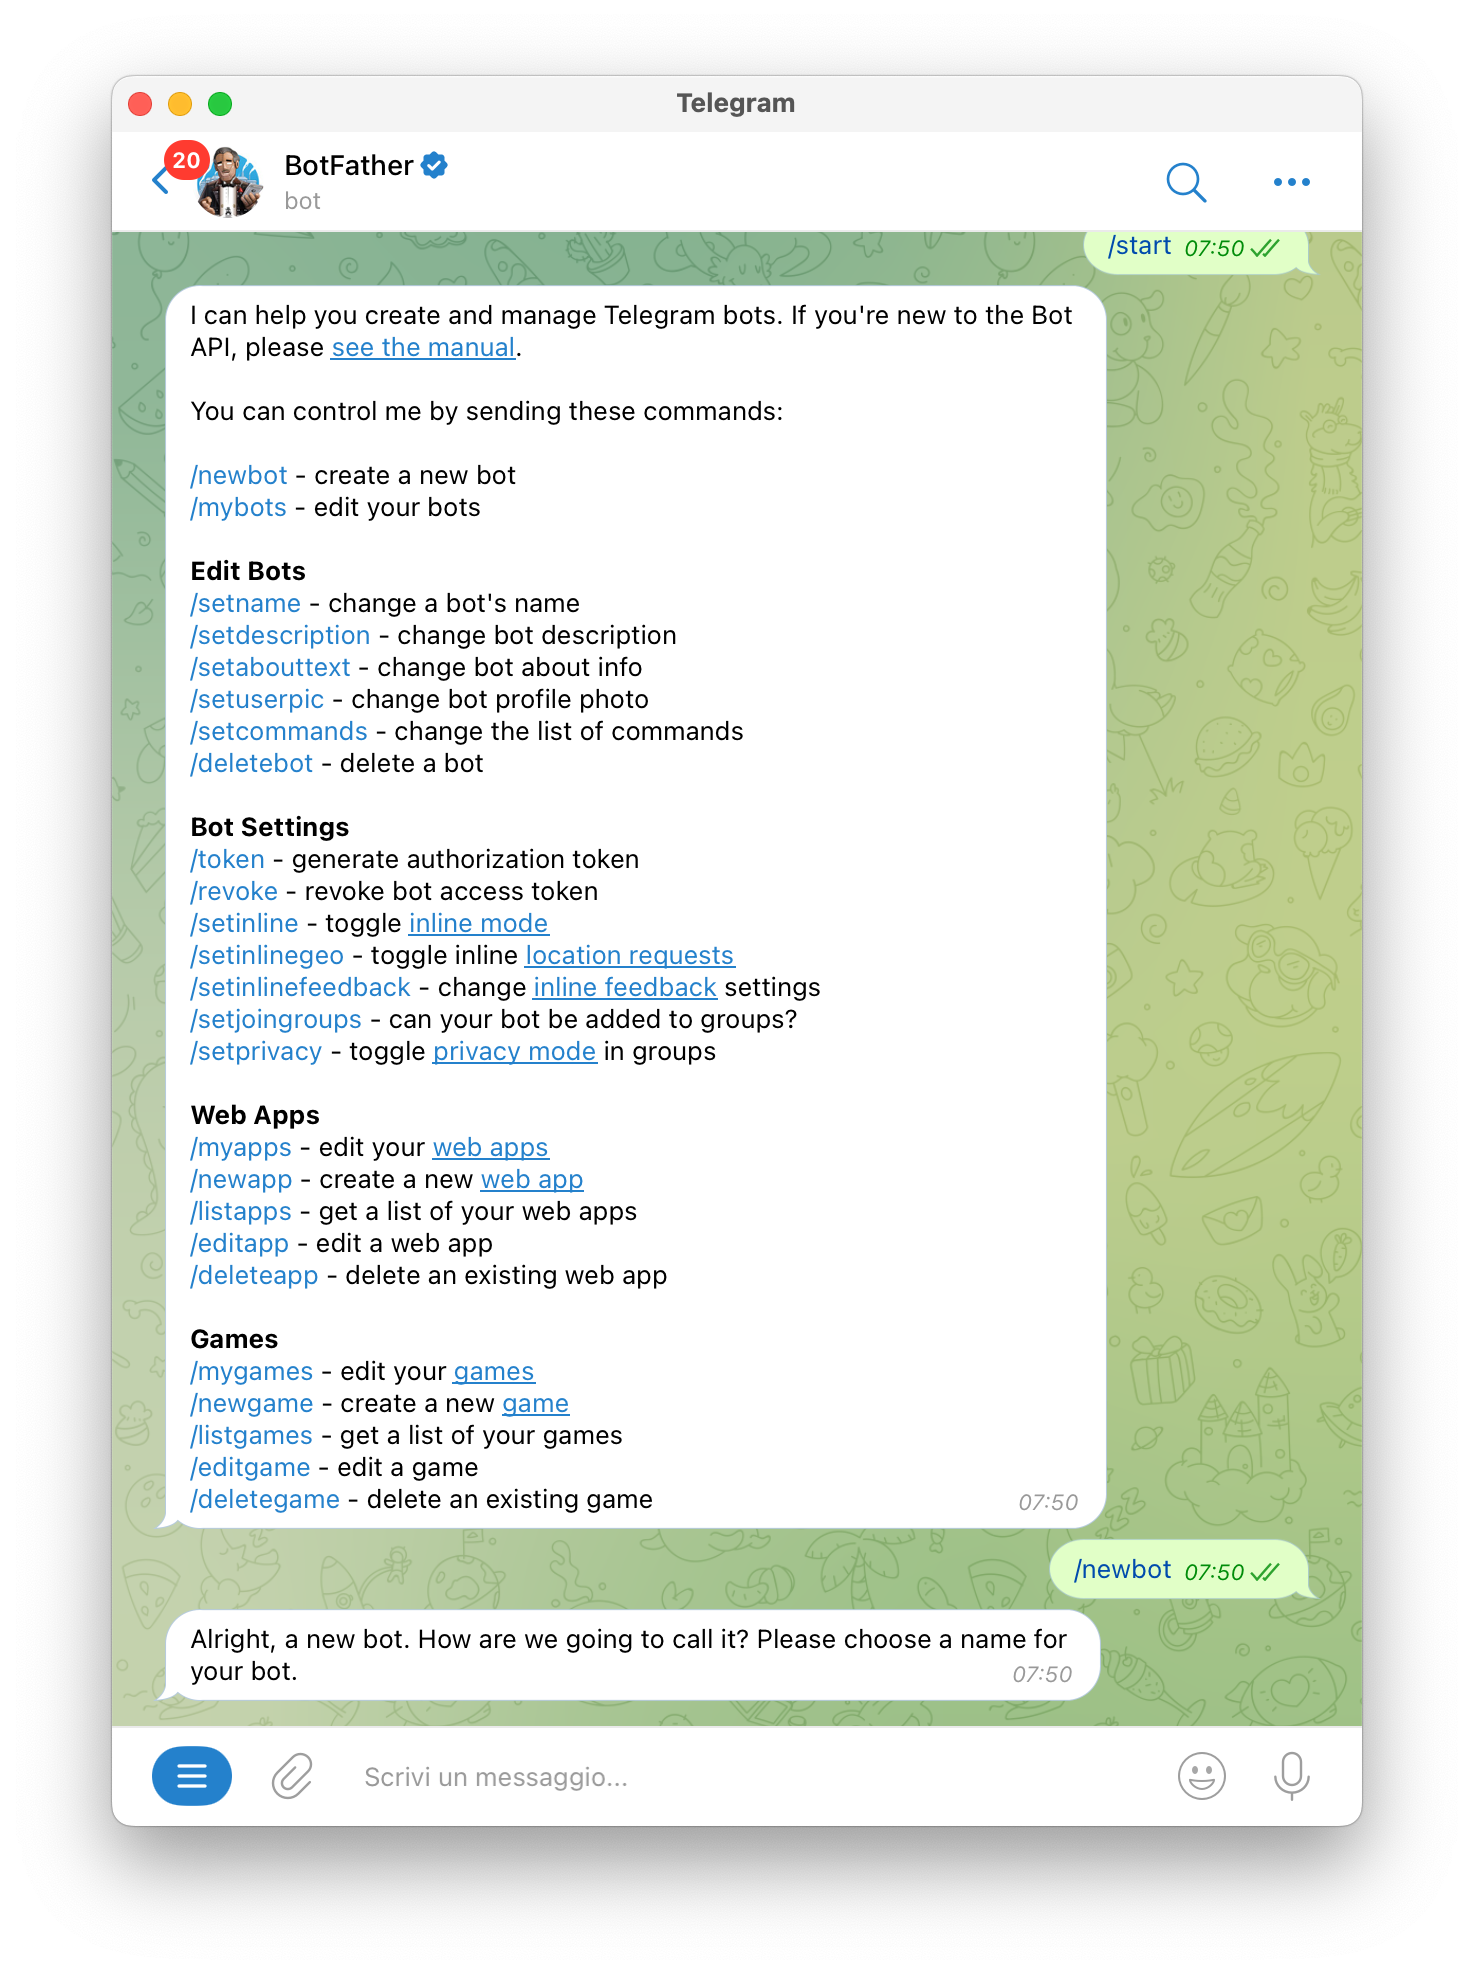 Telegram
20
BotFather
bot
/start 07:50
I can help you create and manage Telegram bots. If you're new to the Bot
API, please see the manual.
You can control me by sending these commands:
/newbot - create a new bot
/mybots - edit your bots
Edit Bots
/setname - change a bot's name
/setdescription - change bot description
/setabouttext - change bot about info
/setuserpic - change bot profile photo
/setcommands - change the list of commands
/deletebot - delete a bot
Bot Settings
/token - generate authorization token
/revoke - revoke bot access token
/setinline - toggle inline mode
/setinlinegeo - toggle inline location requests
/setinlinefeedback - change inline feedback settings
/setjoingroups - can your bot be added to groups?
/setprivacy - toggle privacy mode in groups
Web Apps
/myapps - edit your web apps
/newapp - create a new web app
/listapps - get a list of your web apps
/editapp - edit a web app
/deleteapp - delete an existing web app
Games
/mygames - edit your games
/newgame - create a new game
/listgames - get a list of your games
/editgame - edit a game
/deletegame - delete an existing game 07:50
/newbot 07:50
Alright, a new bot. How are we going to call it? Please choose a name for
your bot. 07:50
Scrivi un messaggio...